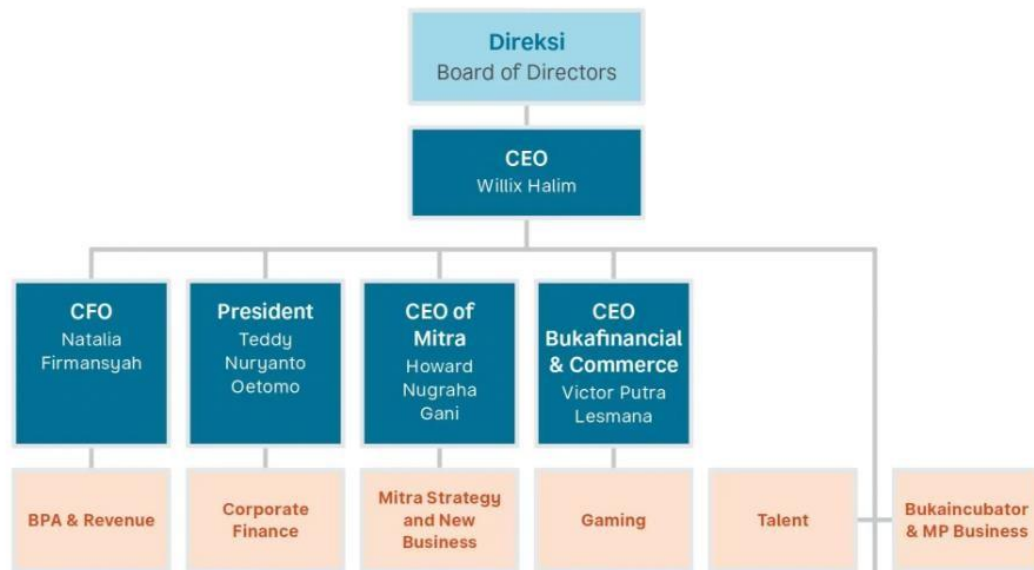 Direksi
Board of Directors
CEO
Willix Halim
CFO
Natalia
Firmansyah
President
Teddy
Nuryanto
Oetomo
CEO of
Mitra
Howard
Nugraha
Gani
CEO
Bukafinancial
& Commerce
Victor Putra
Lesmana
BPA & Revenue
Corporate
Finance
Mitra Strategy
and New
Business
Gaming
Talent
Bukaincubator
& MP Business